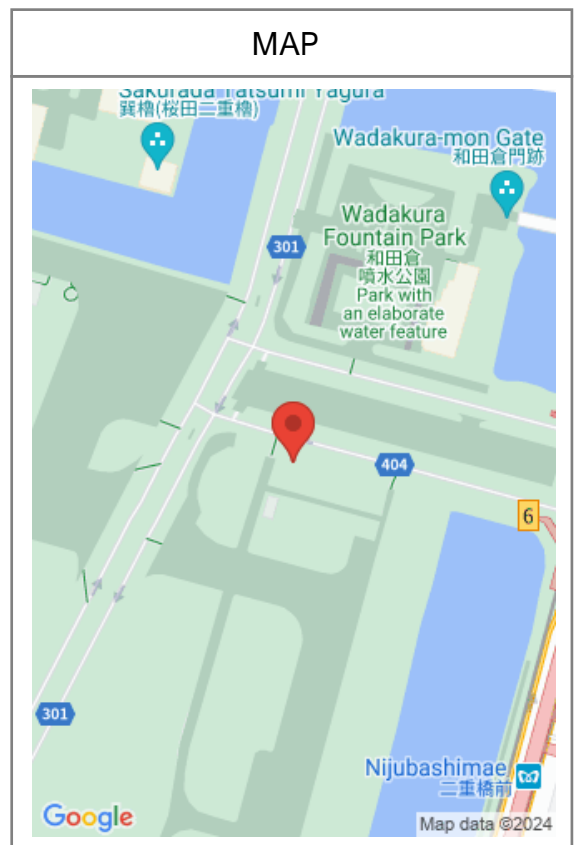 MAP
Sakurada Tatsumi Yagura
巽櫓(桜田二重櫓)
Wadakura-mon Gate
和田倉門跡
Wadakura
Fountain Park
和田倉
噴水公園
Park with
an elaborate
water feature
301
404
6
301
Nijubashimae
二重橋前
Google
Map data ©2024